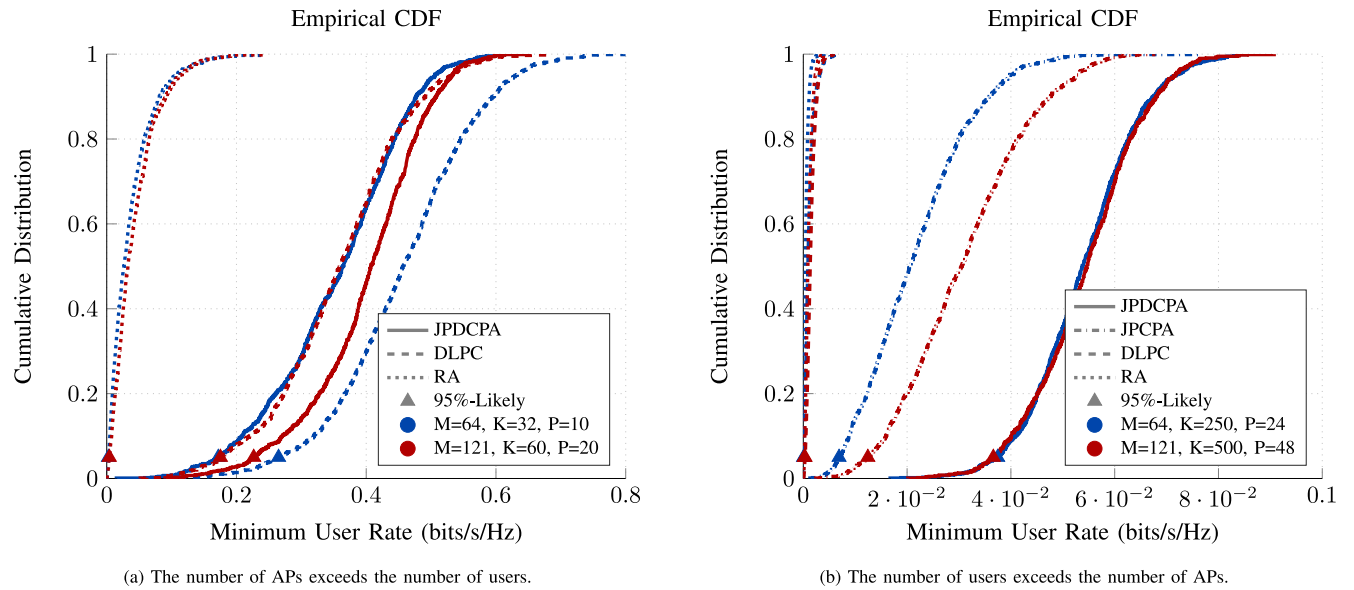 Empirical CDF
1
0.8
0.6
0.4
0.2
0
Cumulative Distribution
JPDCPA
DLPC
RA
95%-Likely
M=64, K=32, P=10
M=121, K=60, P=20
0 0.2 0.4 0.6 0.8
Minimum User Rate (bits/s/Hz)
(a) The number of APs exceeds the number of users.
Empirical CDF
1
0.8
0.6
0.4
0.2
0
Cumulative Distribution
JPDCPA
JPCPA
DLPC
RA
95%-Likely
M=64, K=250, P=24
M=121, K=500, P=48
0 2 · 10⁻² 4 · 10⁻² 6 · 10⁻² 8 · 10⁻² 0.1
Minimum User Rate (bits/s/Hz)
(b) The number of users exceeds the number of APs.